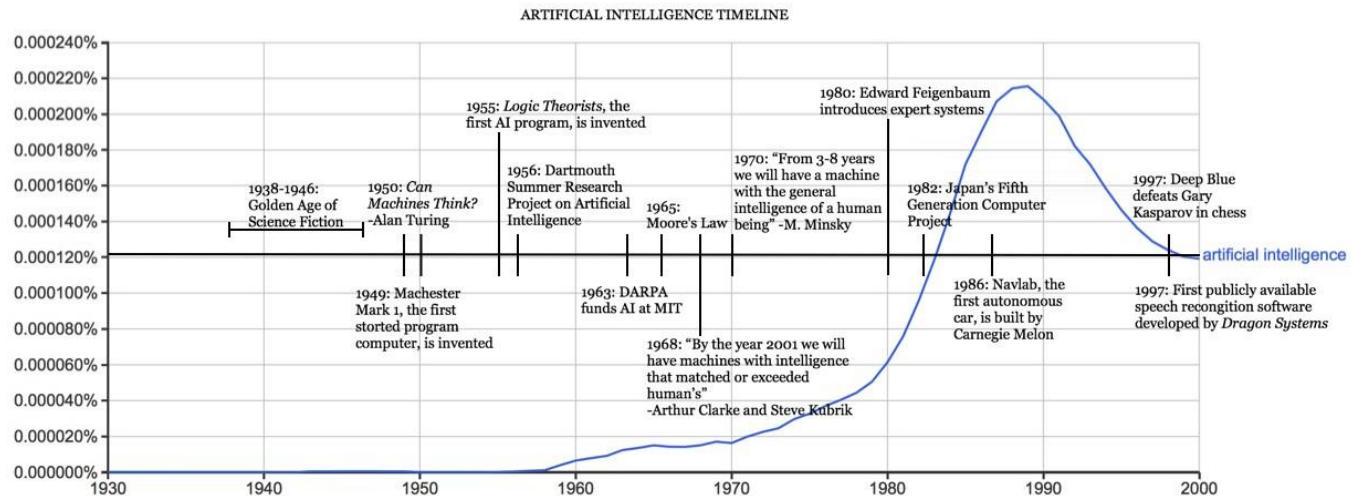 ARTIFICIAL INTELLIGENCE TIMELINE
0.000240%
0.000220%
0.000200%
0.000180%
0.000160%
0.000140%
0.000120%
0.000100%
0.000080%
0.000060%
0.000040%
0.000020%
0.000000%
1938-1946:
Golden Age of
Science Fiction
1950: Can
Machines Think?
-Alan Turing
1949: Machester
Mark 1, the first
storted program
computer, is invented
1955: Logic Theorists, the
first AI program, is invented
1956: Dartmouth
Summer Research
Project on Artificial
Intelligence
1963: DARPA
funds AI at MIT
1965:
Moore's Law
1968: “By the year 2001 we will
have machines with intelligence
that matched or exceeded
human's”
-Arthur Clarke and Steve Kubrik
1970: “From 3-8 years
we will have a machine
with the general
intelligence of a human
being” -M. Minsky
1980: Edward Feigenbaum
introduces expert systems
1982: Japan's Fifth
Generation Computer
Project
1986: Navlab, the
first autonomous
car, is built by
Carnegie Melon
1997: Deep Blue
defeats Gary
Kasparov in chess
artificial intelligence
1997: First publicly available
speech recongition software
developed by Dragon Systems
1930 1940 1950 1960 1970 1980 1990 2000